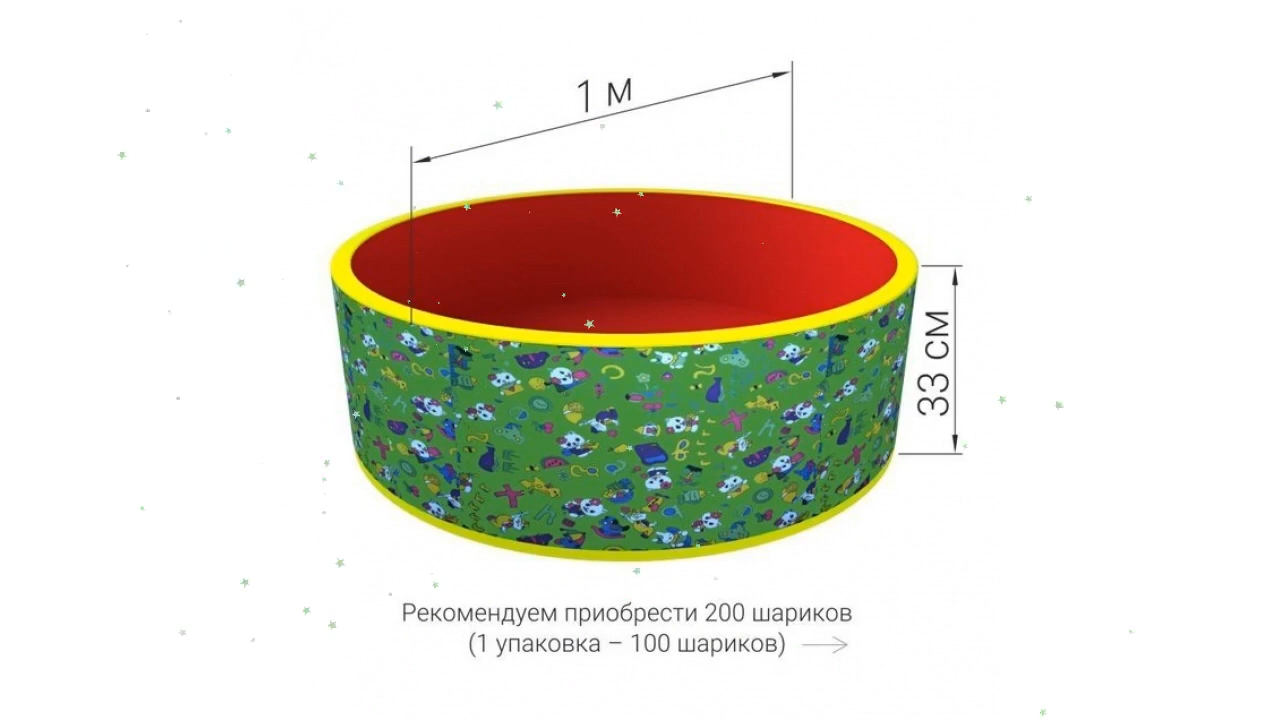 1 м
33 см
Рекомендуем приобрести 200 шариков
(1 упаковка – 100 шариков)